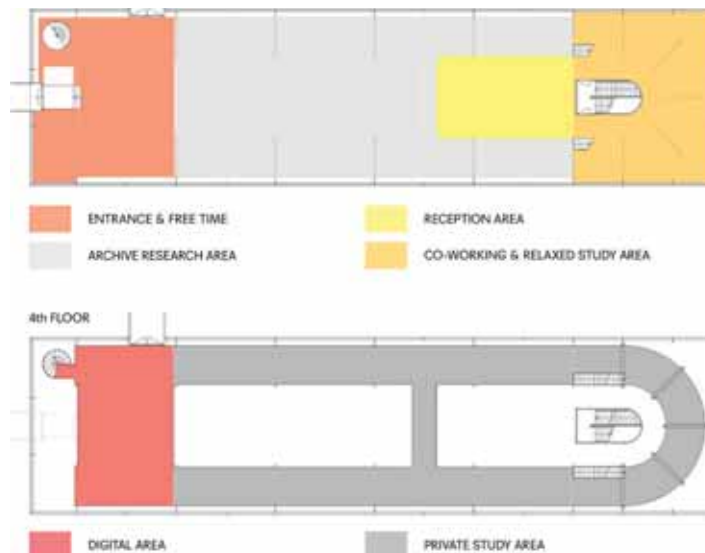 ENTRANCE & FREE TIME
RECEPTION AREA
ARCHIVE RESEARCH AREA
CO-WORKING & RELAXED STUDY AREA
4th FLOOR
DIGITAL AREA
PRIVATE STUDY AREA